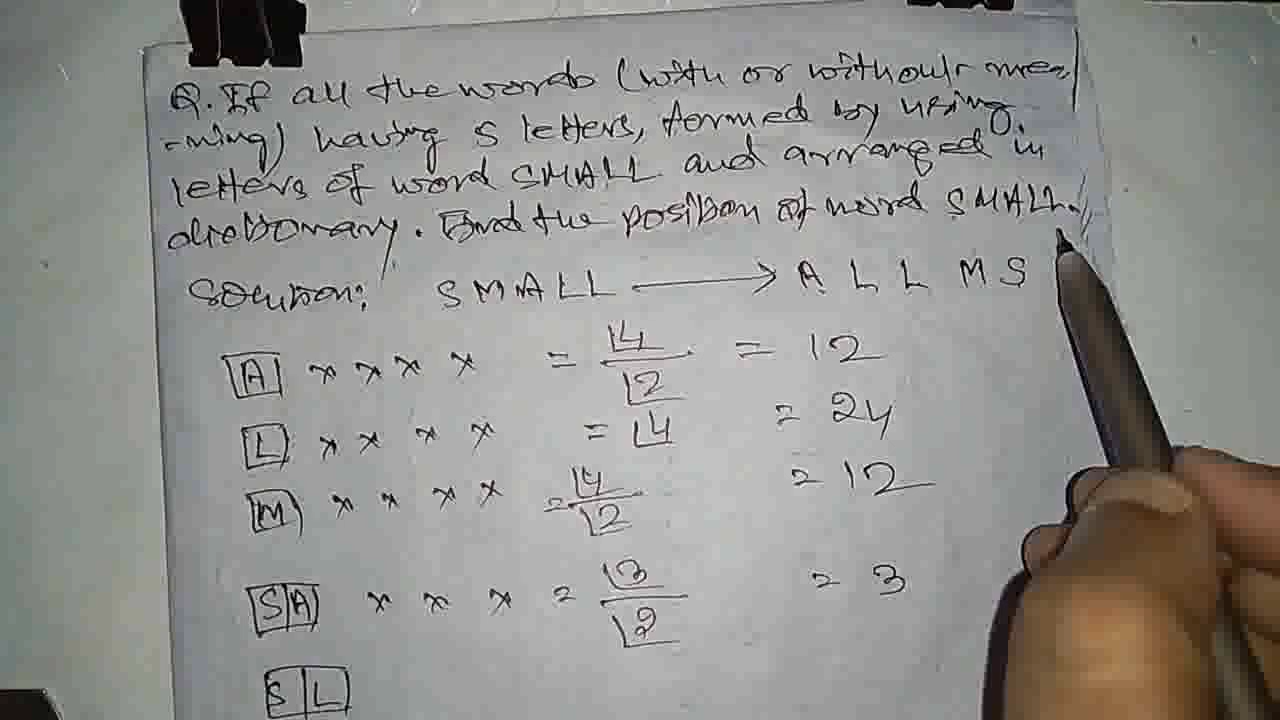 Q. If all the words (with or without mea
-ning) having 5 letters, formed by using
letters of word SMALL and arranged in
dictionary. Find the position of word SMALL.
Solution: SMALL → A L L M S
A × × × × = 4 / 2 = 12
L × × × × = 4 = 24
M × × × × = 4 / 2 = 12
S A × × × = 3 / 2 = 3
S L